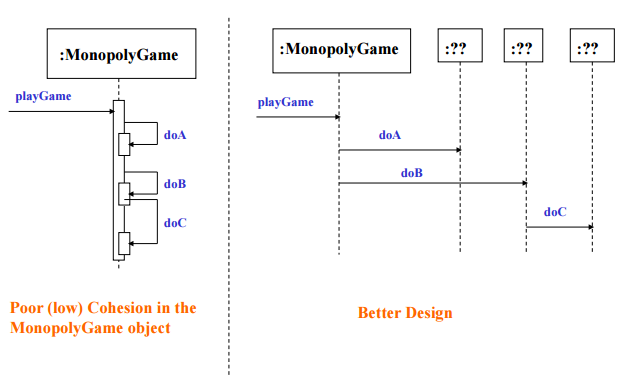 :MonopolyGame
playGame
doA
doB
doC
Poor (low) Cohesion in the
MonopolyGame object
:MonopolyGame
:??
:??
:??
playGame
doA
doB
doC
Better Design